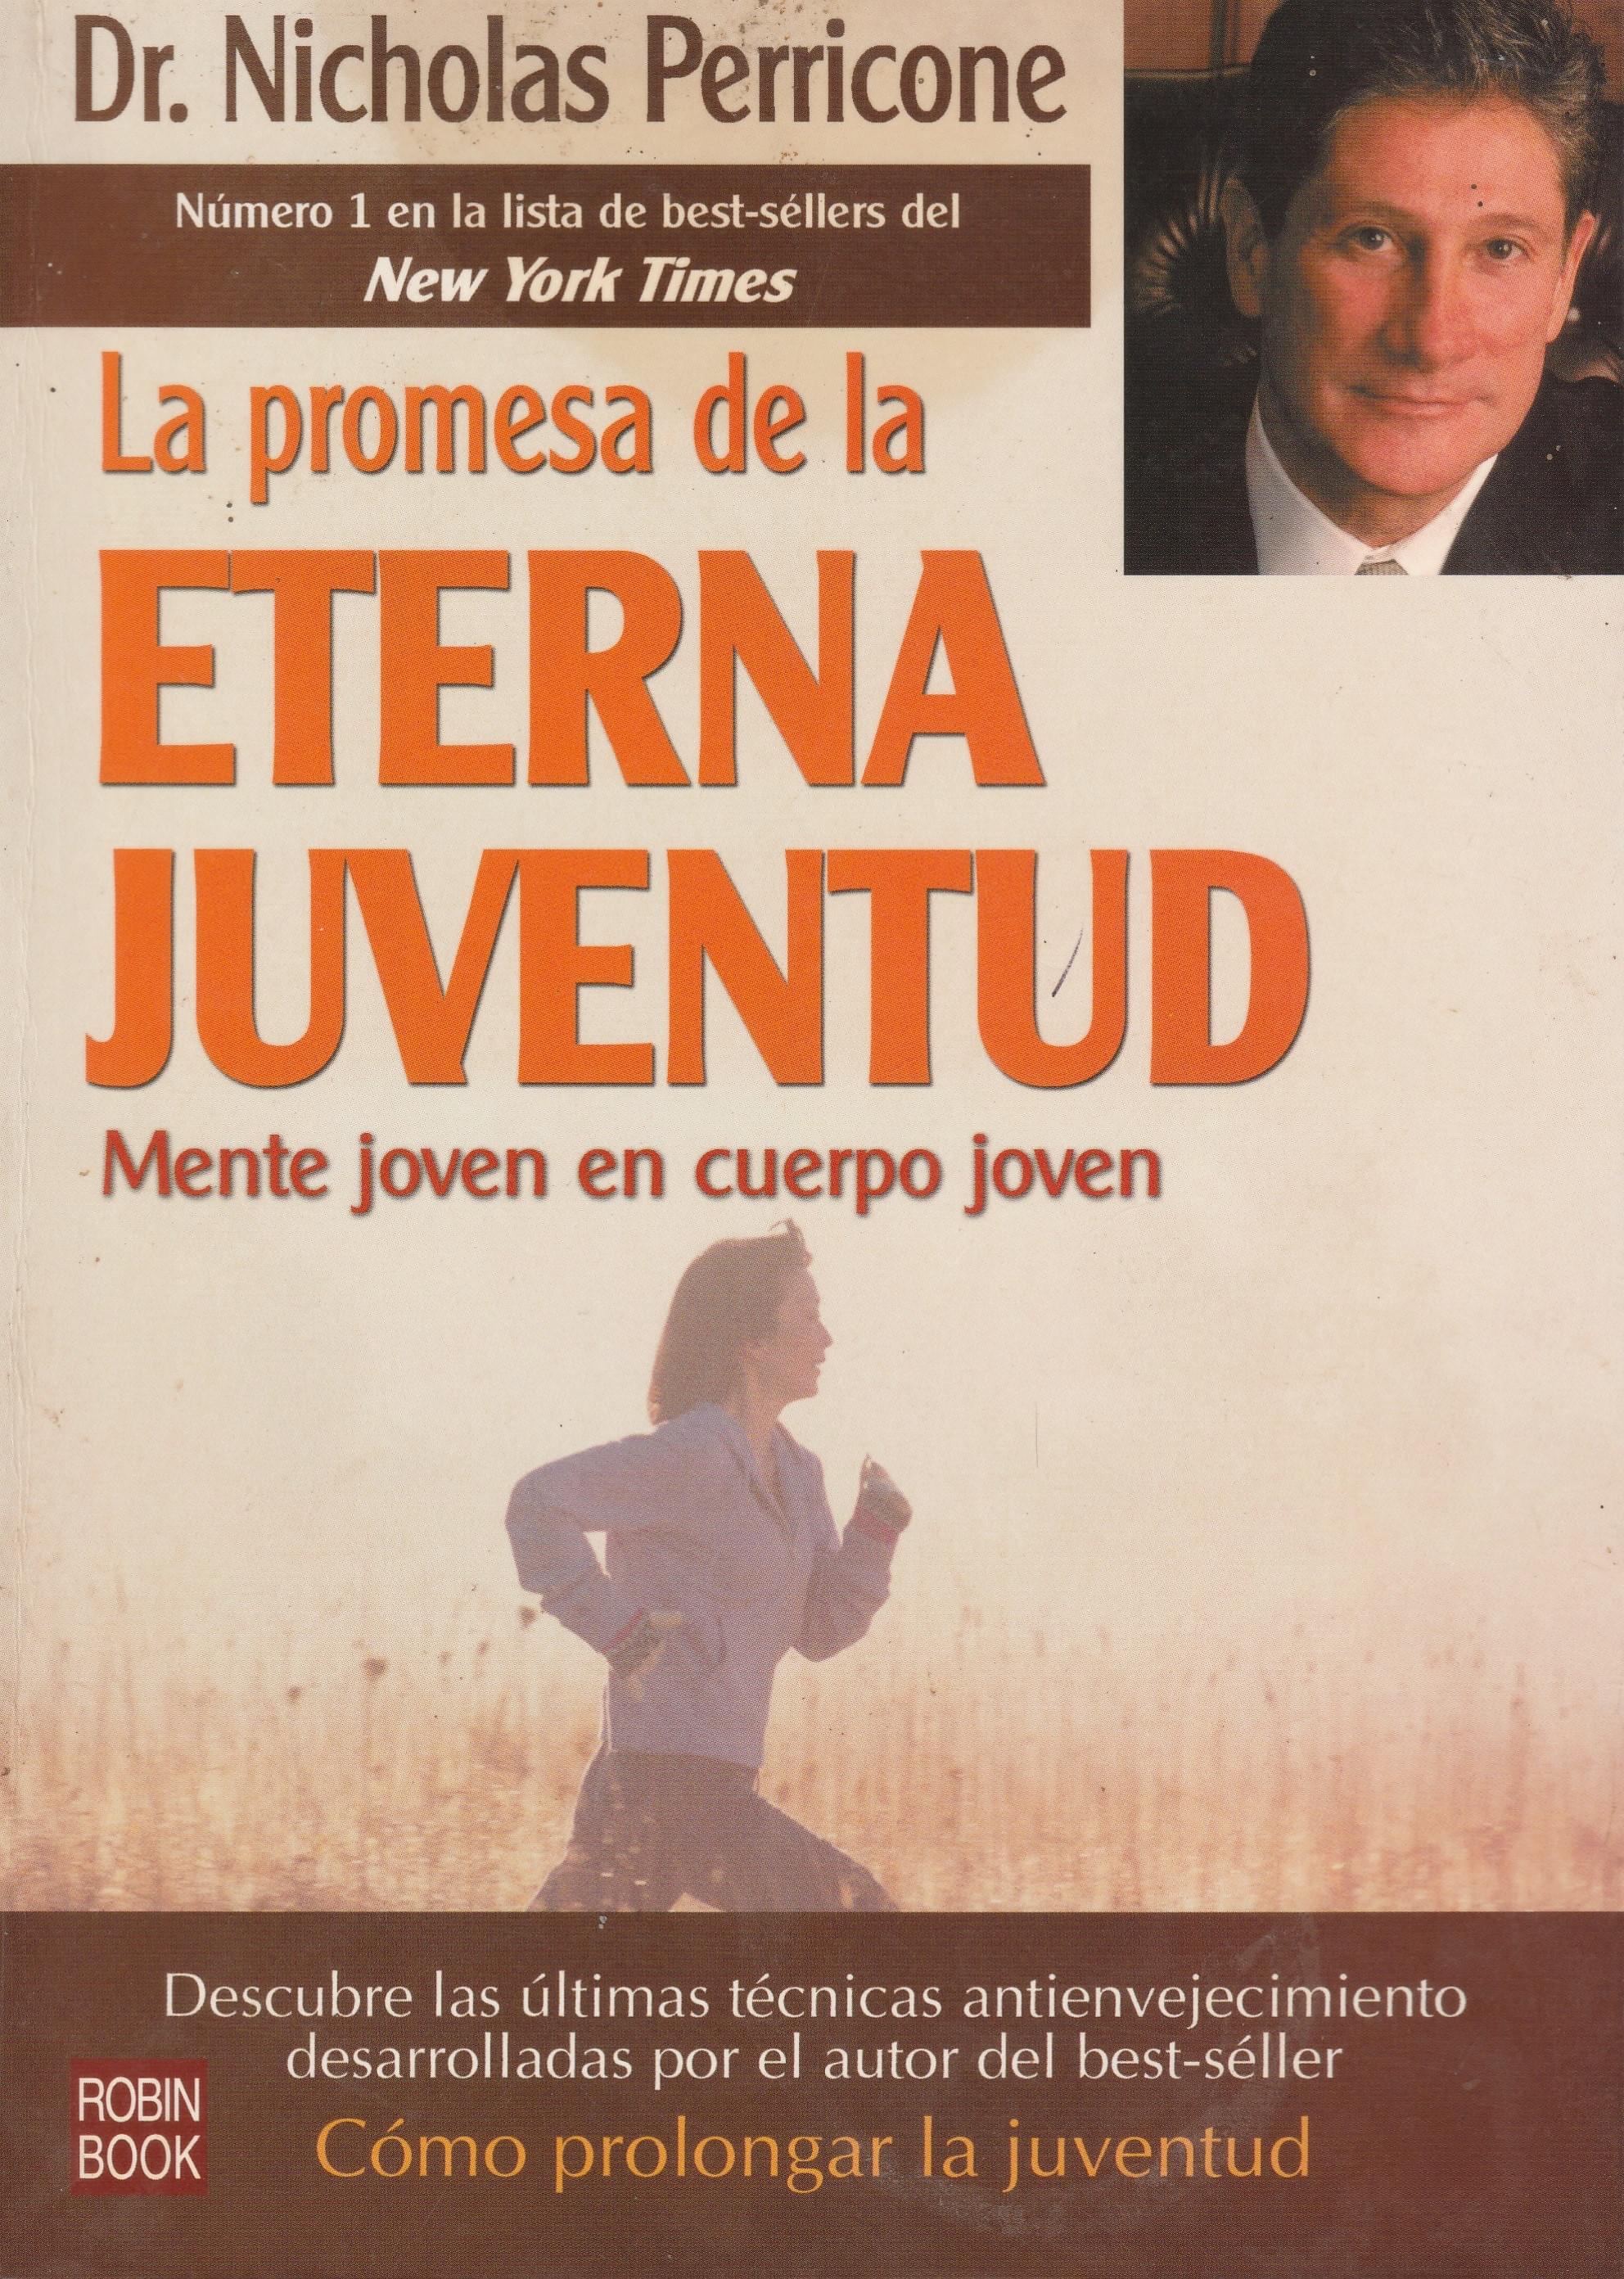 Dr. Nicholas Perricone
Número 1 en la lista de best-séllers del
New York Times
La promesa de la
ETERNA
JUVENTUD
Mente joven en cuerpo joven
Descubre las últimas técnicas antienvejecimiento
desarrolladas por el autor del best-séller
Cómo prolongar la juventud
ROBIN
BOOK